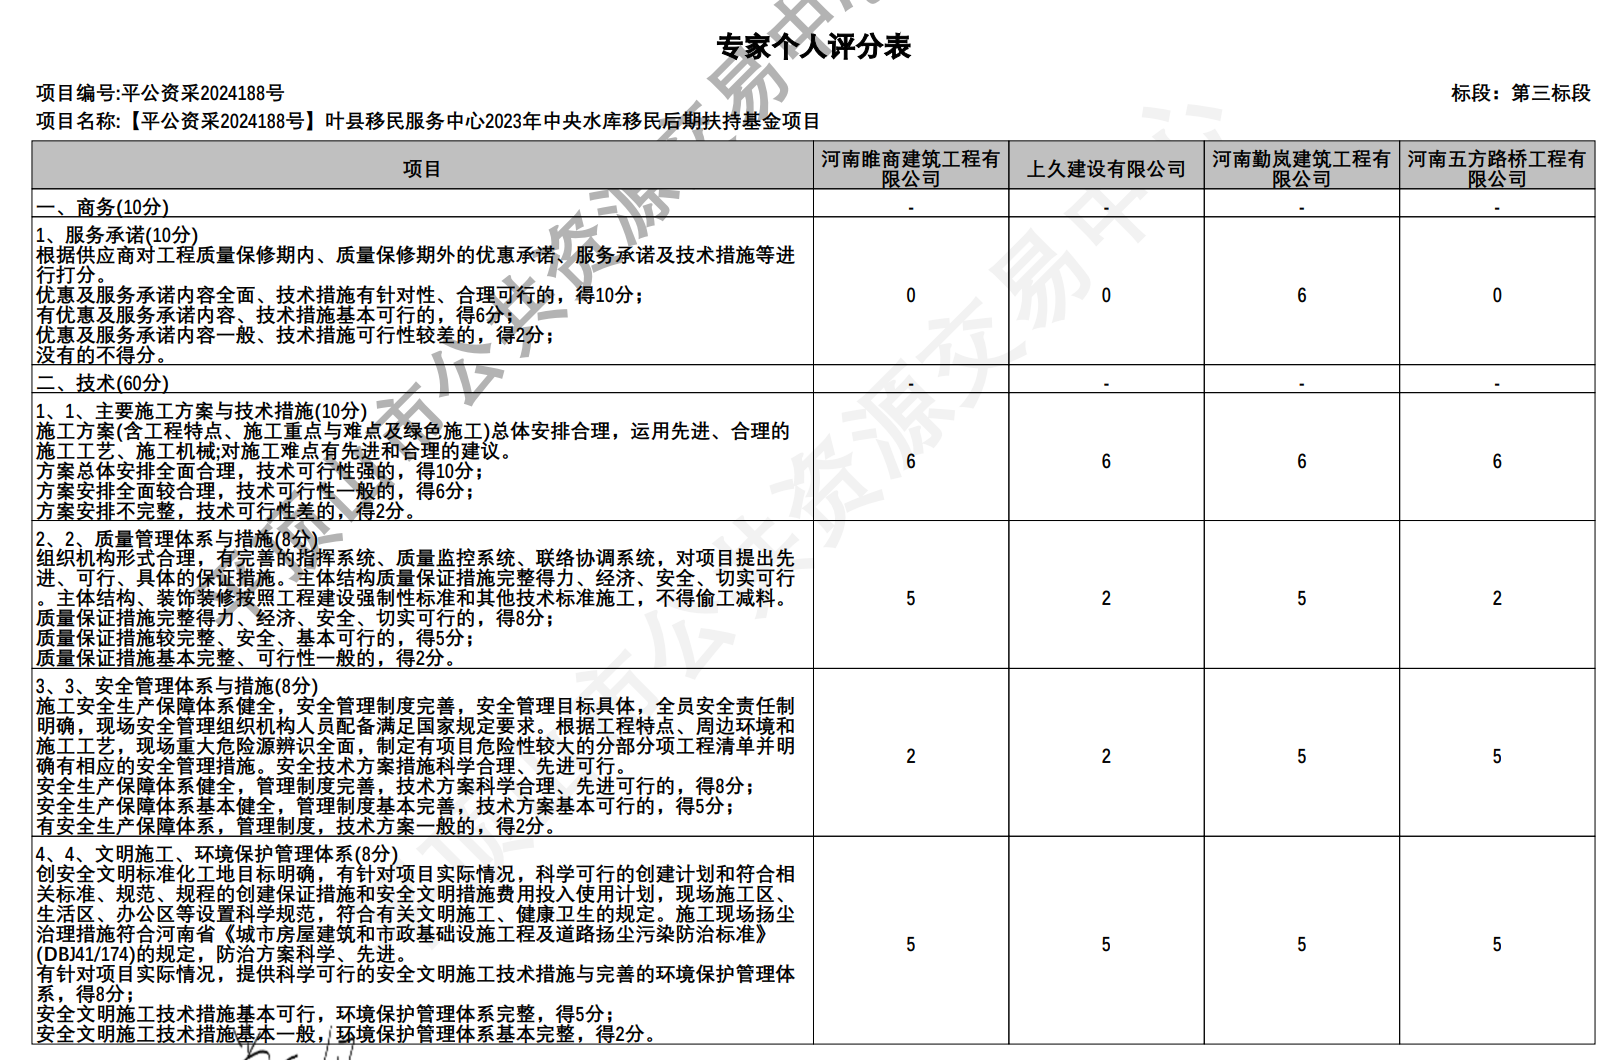 专家个人评分表
项目编号:平公资采2024188号
标段：第三标段
项目名称:【平公资采2024188号】叶县移民服务中心2023年中央水库移民后期扶持基金项目
项目
河南睢商建筑工程有
限公司
上久建设有限公司
河南勤岚建筑工程有
限公司
河南五方路桥工程有
限公司
一、商务(10分)
-
-
-
-
1、服务承诺(10分)
根据供应商对工程质量保修期内、质量保修期外的优惠承诺、服务承诺及技术措施等进
行打分。
优惠及服务承诺内容全面、技术措施有针对性、合理可行的，得10分；
有优惠及服务承诺内容、技术措施基本可行的，得6分；
优惠及服务承诺内容一般、技术措施可行性较差的，得2分；
没有的不得分。
0
0
6
0
二、技术(60分)
-
-
-
-
1、1、主要施工方案与技术措施(10分)
施工方案(含工程特点、施工重点与难点及绿色施工)总体安排合理，运用先进、合理的
施工工艺、施工机械;对施工难点有先进和合理的建议。
方案总体安排全面合理，技术可行性强的，得10分；
方案安排全面较合理，技术可行性一般的，得6分；
方案安排不完整，技术可行性差的，得2分。
6
6
6
6
2、2、质量管理体系与措施(8分)
组织机构形式合理，有完善的指挥系统、质量监控系统、联络协调系统，对项目提出先
进、可行、具体的保证措施。主体结构质量保证措施完整得力、经济、安全、切实可行
。主体结构、装饰装修按照工程建设强制性标准和其他技术标准施工，不得偷工减料。
质量保证措施完整得力、经济、安全、切实可行的，得8分；
质量保证措施较完整、安全、基本可行的，得5分；
质量保证措施基本完整、可行性一般的，得2分。
5
2
5
2
3、3、安全管理体系与措施(8分)
施工安全生产保障体系健全，安全管理制度完善，安全管理目标具体，全员安全责任制
明确，现场安全管理组织机构人员配备满足国家规定要求。根据工程特点、周边环境和
施工工艺，现场重大危险源辨识全面，制定有项目危险性较大的分部分项工程清单并明
确有相应的安全管理措施。安全技术方案措施科学合理、先进可行。
安全生产保障体系健全，管理制度完善，技术方案科学合理、先进可行的，得8分；
安全生产保障体系基本健全，管理制度基本完善，技术方案基本可行的，得5分；
有安全生产保障体系，管理制度，技术方案一般的，得2分。
2
2
5
5
4、4、文明施工、环境保护管理体系(8分)
创安全文明标准化工地目标明确，有针对项目实际情况，科学可行的创建计划和符合相
关标准、规范、规程的创建保证措施和安全文明措施费用投入使用计划，现场施工区、
生活区、办公区等设置科学规范，符合有关文明施工、健康卫生的规定。施工现场扬尘
治理措施符合河南省《城市房屋建筑和市政基础设施工程及道路扬尘污染防治标准》
(DBJ41/174)的规定，防治方案科学、先进。
有针对项目实际情况，提供科学可行的安全文明施工技术措施与完善的环境保护管理体
系，得8分；
安全文明施工技术措施基本可行，环境保护管理体系完整，得5分；
安全文明施工技术措施基本一般，环境保护管理体系基本完整，得2分。
5
5
5
5
平顶山市公共资源交易中心
顶山市公共资源交易中心